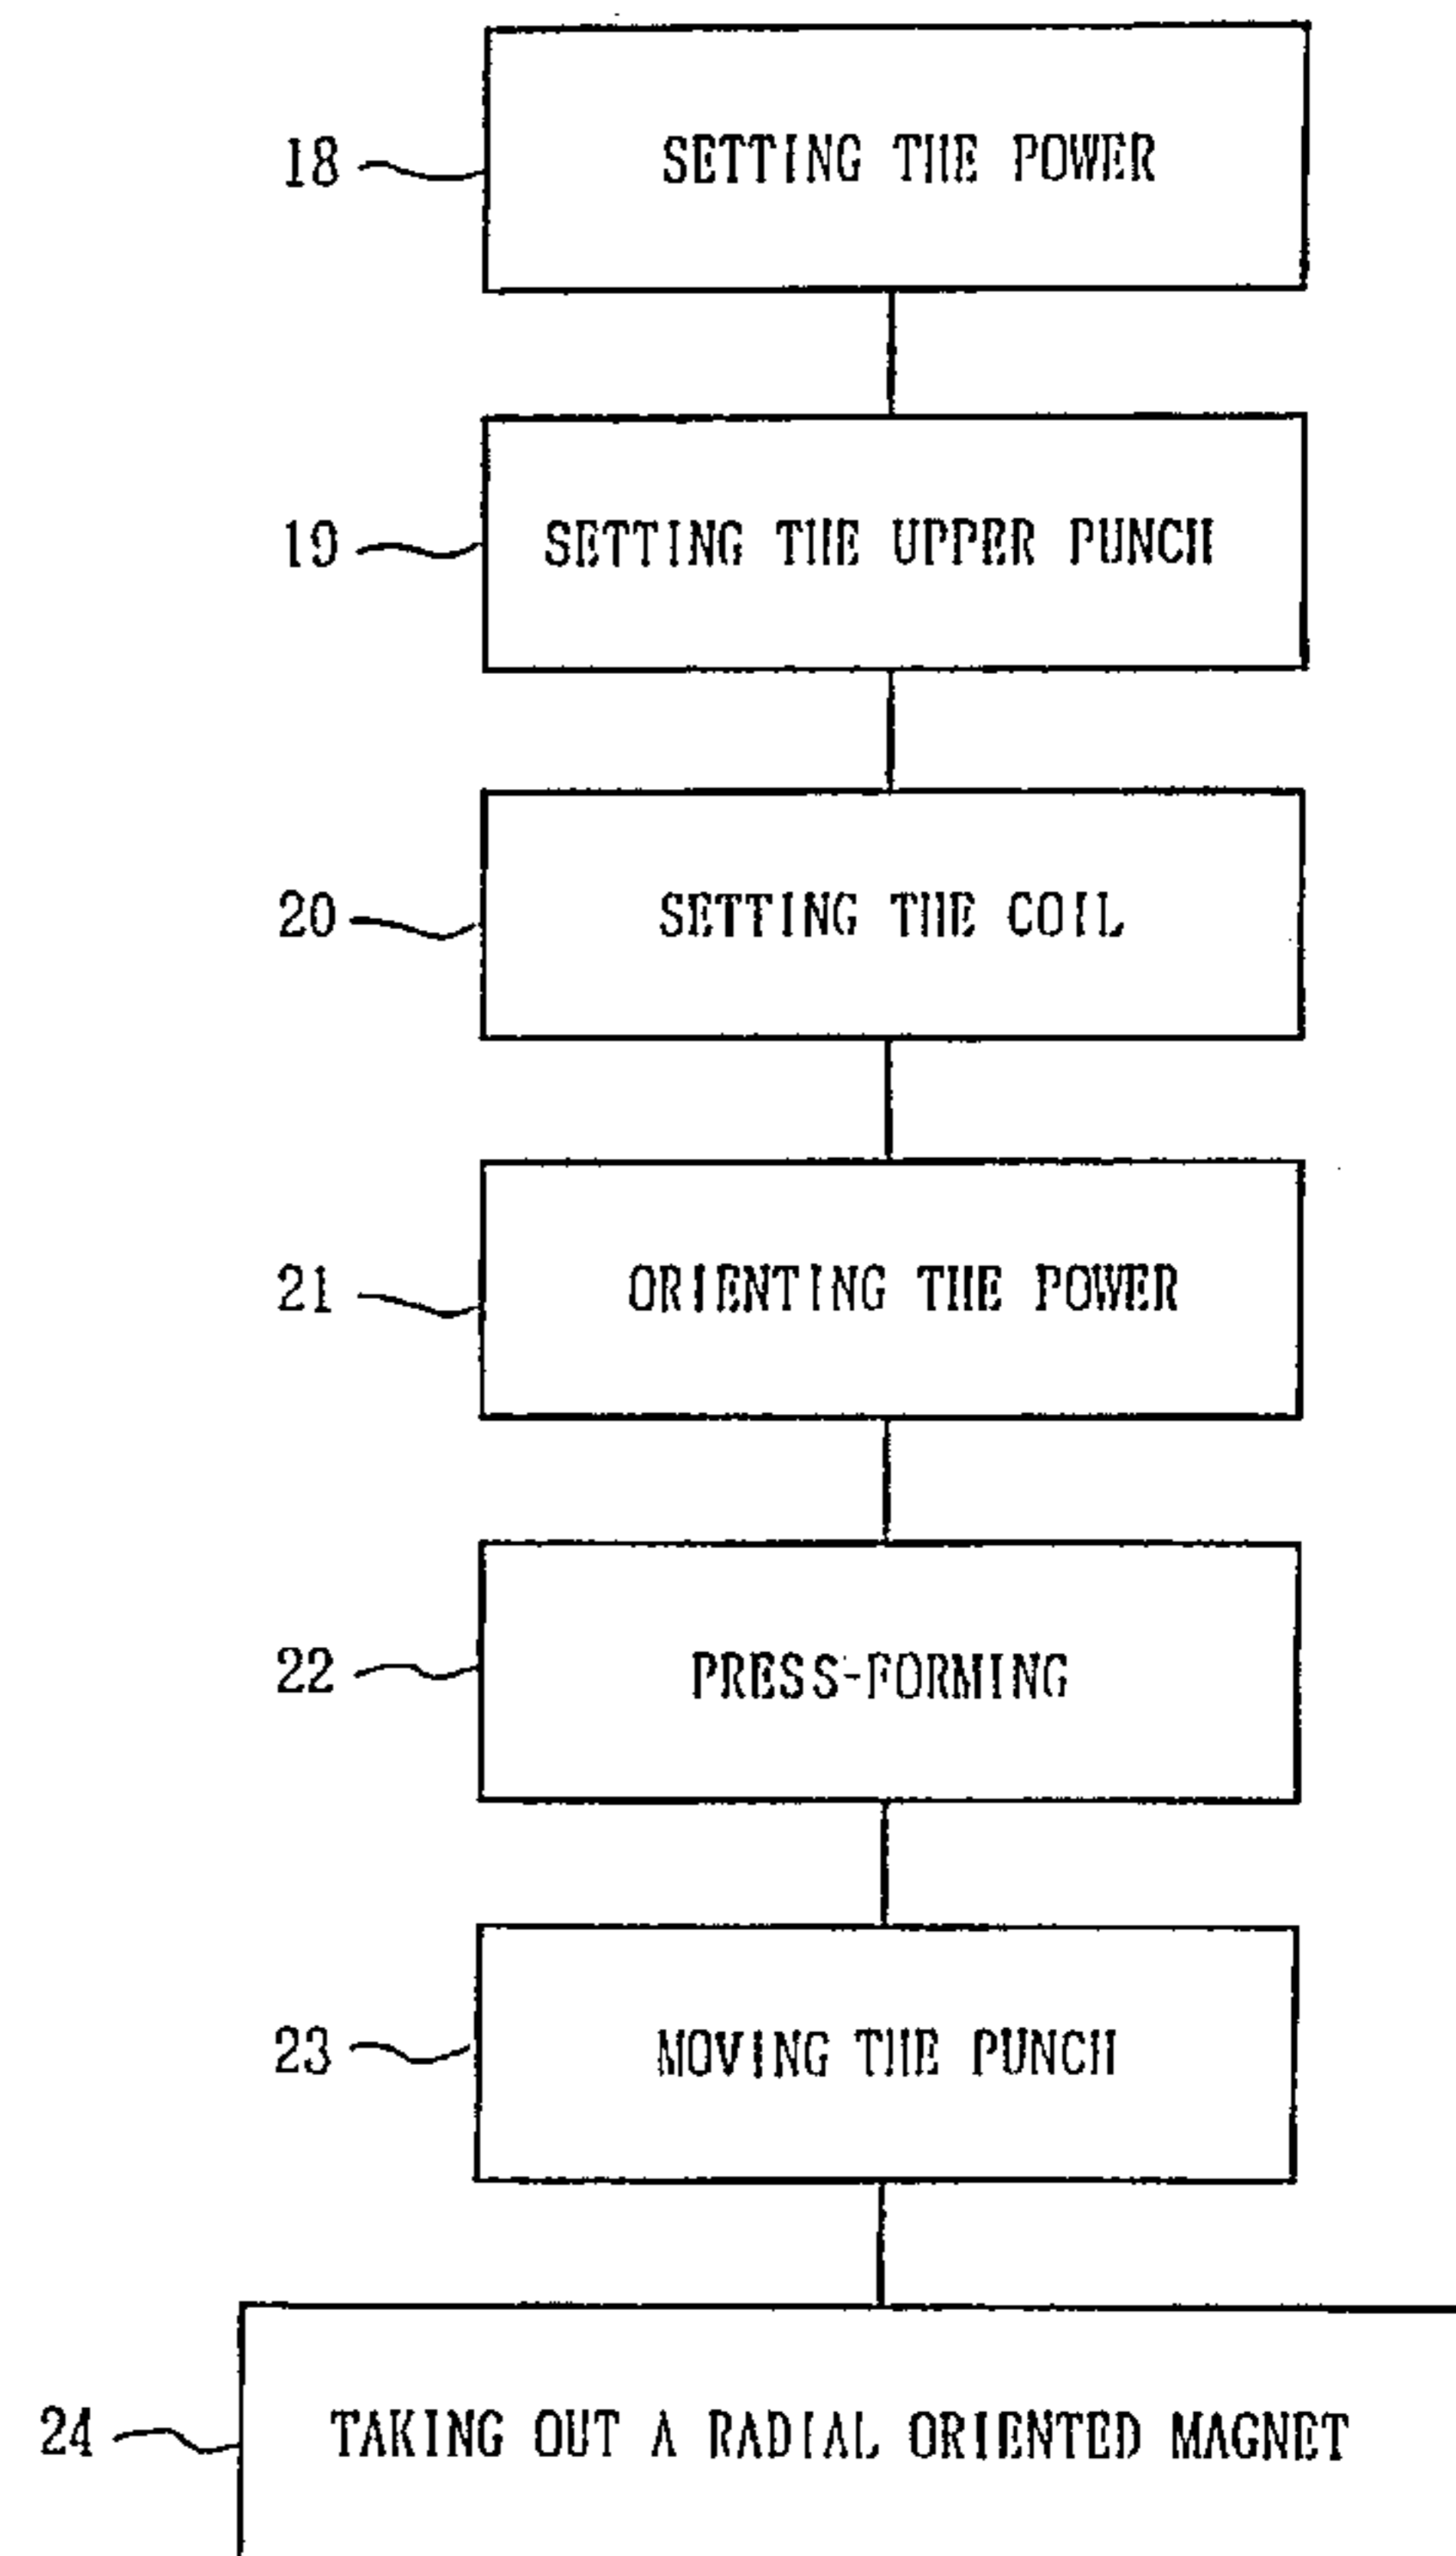 18 SETTING THE POWER
19 SETTING THE UPPER PUNCH
20 SETTING THE COIL
21 ORIENTING THE POWER
22 PRESS-FORMING
23 MOVING THE PUNCH
24 TAKING OUT A RADIAL ORIENTED MAGNET